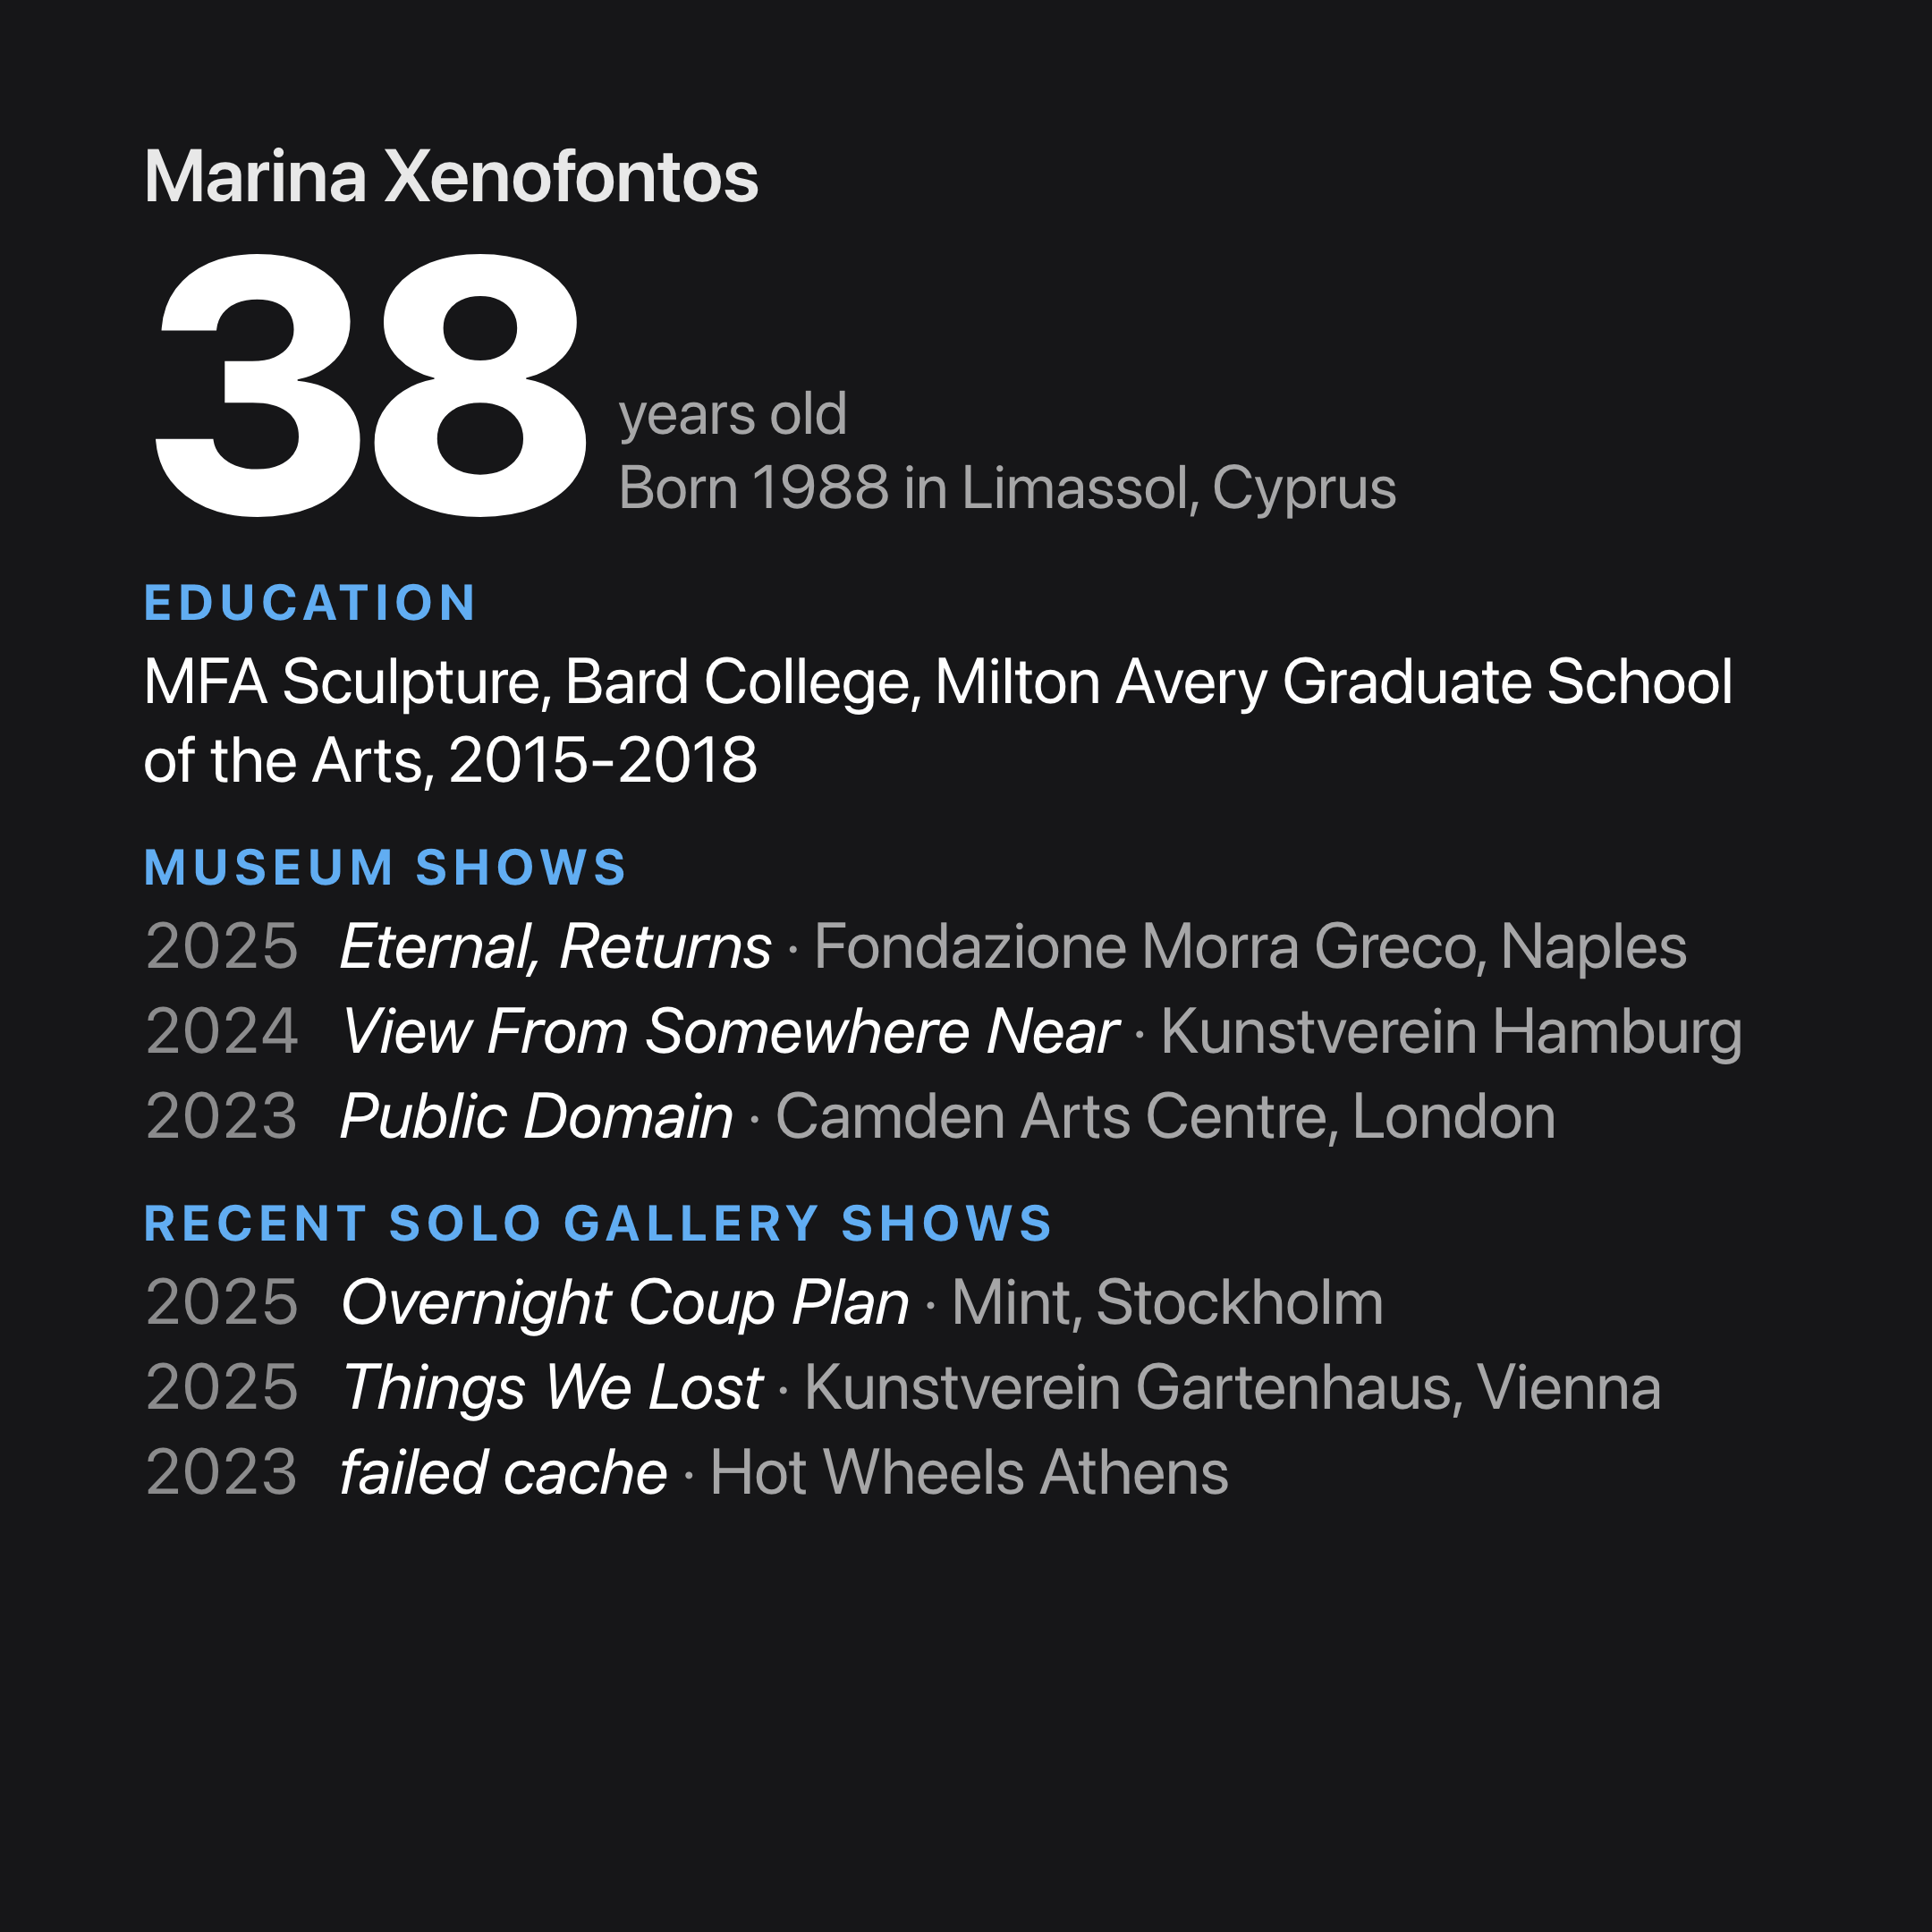 Marina Xenofontos
38
years old
Born 1988 in Limassol, Cyprus
EDUCATION
MFA Sculpture, Bard College, Milton Avery Graduate School
of the Arts, 2015-2018
MUSEUM SHOWS
2025 Eternal, Returns · Fondazione Morra Greco, Naples
2024 View From Somewhere Near · Kunstverein Hamburg
2023 Public Domain · Camden Arts Centre, London
RECENT SOLO GALLERY SHOWS
2025 Overnight Coup Plan · Mint, Stockholm
2025 Things We Lost · Kunstverein Gartenhaus, Vienna
2023 failed cache · Hot Wheels Athens